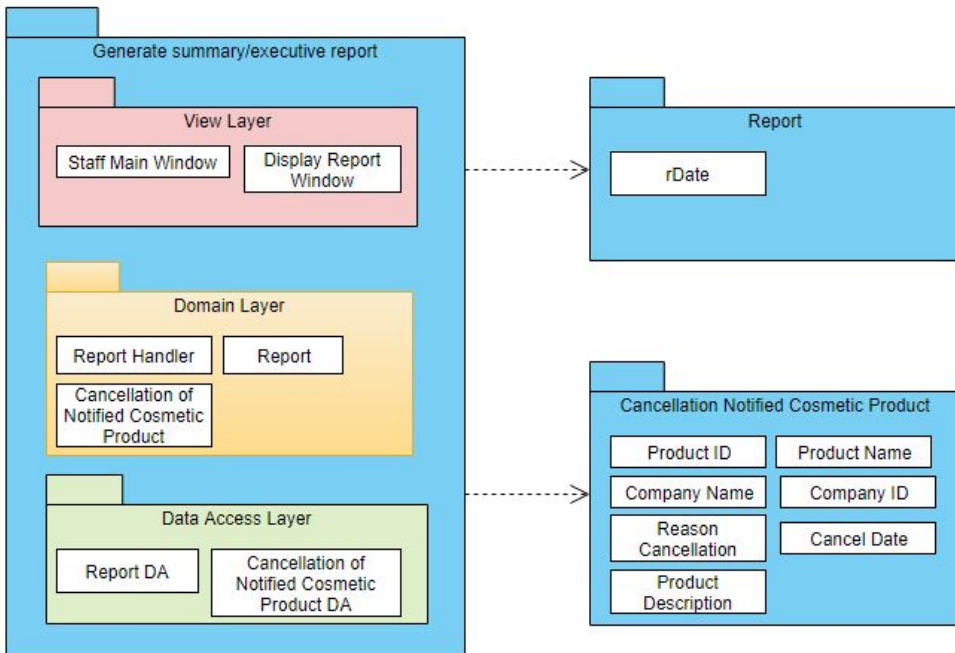 Generate summary/executive report
View Layer
Staff Main Window
Display Report
Window
Domain Layer
Report Handler
Report
Cancellation of
Notified Cosmetic
Product
Data Access Layer
Report DA
Cancellation of
Notified Cosmetic
Product DA
Report
rDate
Cancellation Notified Cosmetic Product
Product ID
Product Name
Company Name
Company ID
Reason
Cancellation
Cancel Date
Product
Description